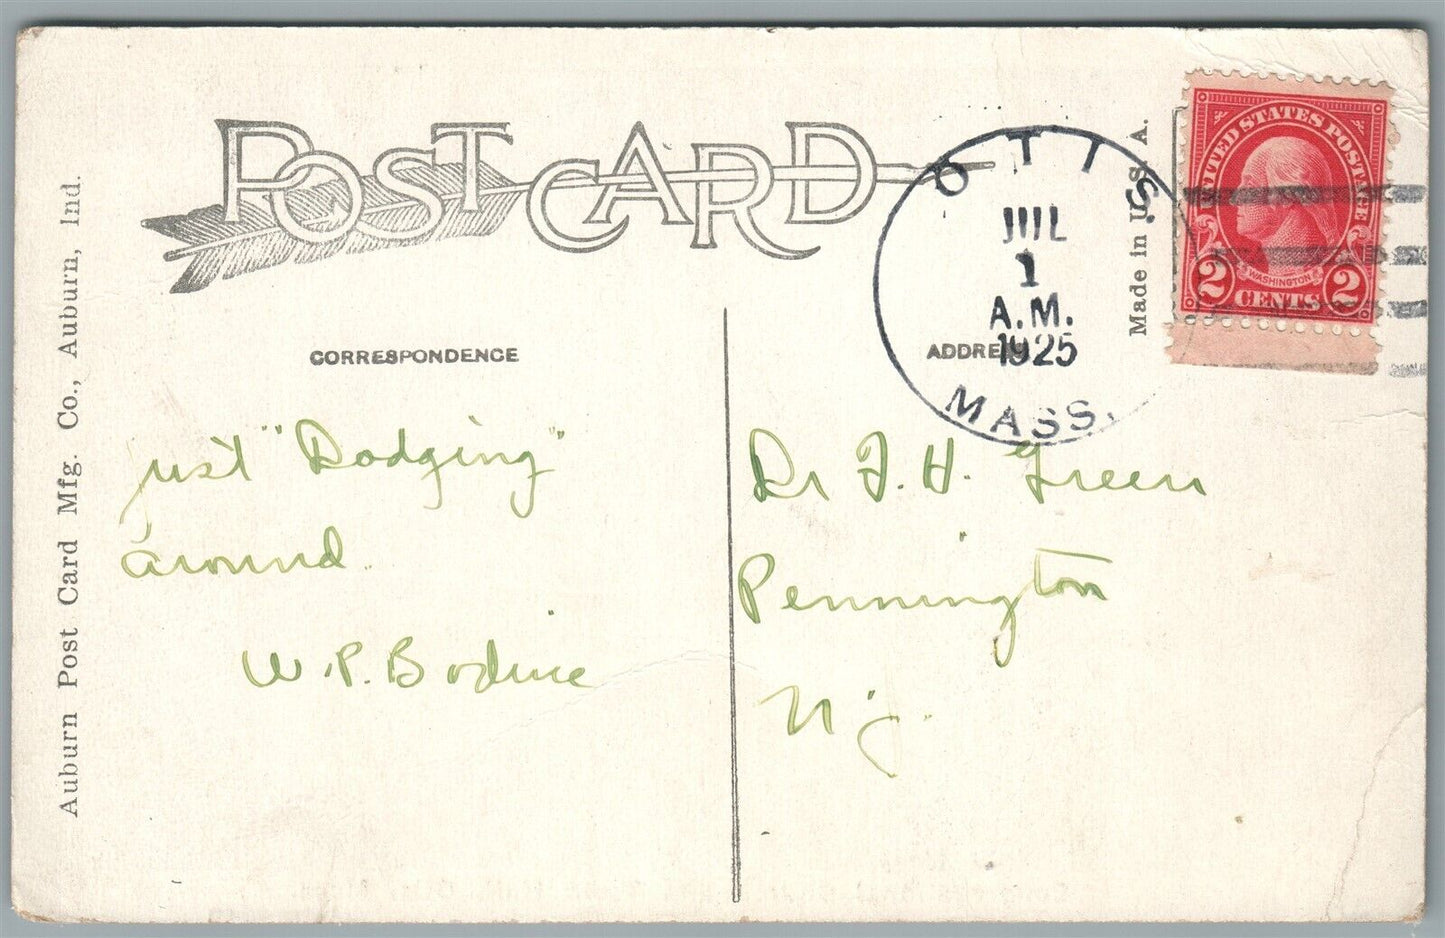 POST CARD
Auburn Post Card Mfg. Co., Auburn, Ind.
Made in U.S.A.
CORRESPONDENCE
ADDRE
OTIS
JUL
1
A.M.
1925
MASS.
UNITED STATES POSTAGE
WASHINGTON
2 CENTS 2
just "Dodging"
around.
W.P. Bodine
Dr F. H. Green
Pennington
N.J.